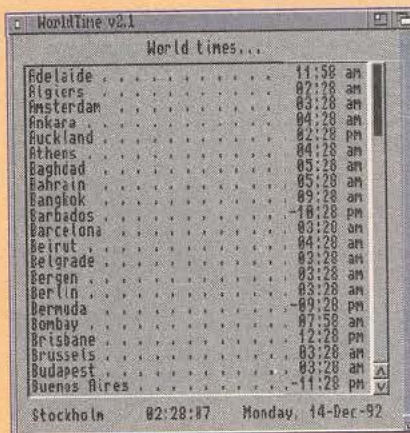 WorldTime v2.1
World times...
Adelaide . . . . . . . . . . . 11:58 am
Algiers . . . . . . . . . . . 02:28 am
Amsterdam . . . . . . . . . . 03:28 am
Ankara . . . . . . . . . . . . 04:28 am
Auckland . . . . . . . . . . . 02:28 pm
Athens . . . . . . . . . . . . 04:28 am
Baghdad . . . . . . . . . . . 05:28 am
Bahrain . . . . . . . . . . . 05:28 am
Bangkok . . . . . . . . . . . 09:28 am
Barbados . . . . . . . . . . -10:28 pm
Barcelona . . . . . . . . . . 03:28 am
Beirut . . . . . . . . . . . . 04:28 am
Belgrade . . . . . . . . . . . 03:28 am
Bergen . . . . . . . . . . . . 03:28 am
Berlin . . . . . . . . . . . . 03:28 am
Bermuda . . . . . . . . . . . -09:28 pm
Bombay . . . . . . . . . . . . 07:58 am
Brisbane . . . . . . . . . . . 12:28 pm
Brussels . . . . . . . . . . . 03:28 am
Budapest . . . . . . . . . . . 03:28 am
Buenos Aires . . . . . . . . -11:28 pm
Stockholm 02:28:07 Monday, 14-Dec-92